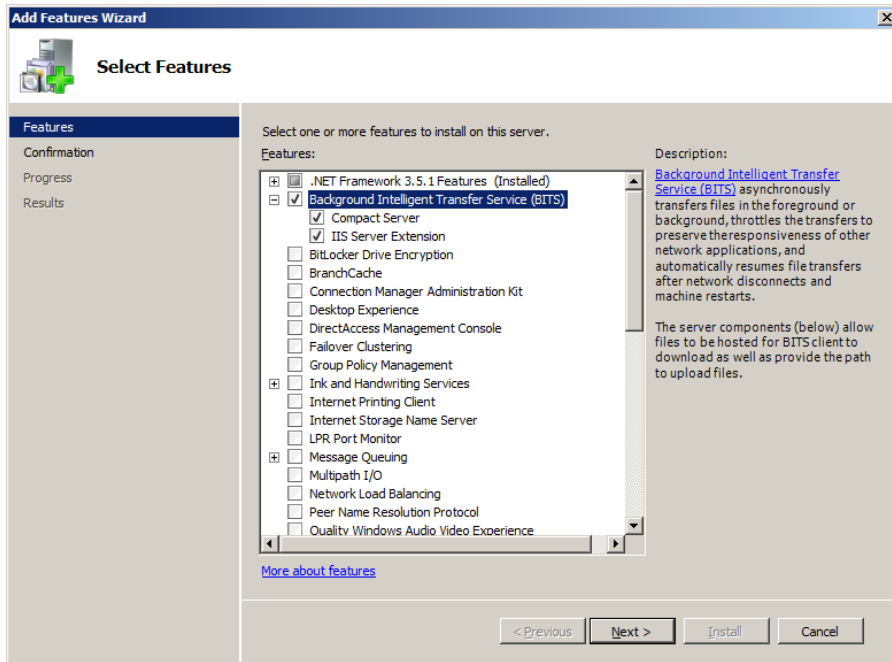 Add Features Wizard
Select Features
Features
Confirmation
Progress
Results
Select one or more features to install on this server.
Features:
.NET Framework 3.5.1 Features (Installed)
Background Intelligent Transfer Service (BITS)
Compact Server
IIS Server Extension
BitLocker Drive Encryption
BranchCache
Connection Manager Administration Kit
Desktop Experience
DirectAccess Management Console
Failover Clustering
Group Policy Management
Ink and Handwriting Services
Internet Printing Client
Internet Storage Name Server
LPR Port Monitor
Message Queuing
Multipath I/O
Network Load Balancing
Peer Name Resolution Protocol
Quality Windows Audio Video Experience
More about features
Description:
Background Intelligent Transfer
Service (BITS) asynchronously
transfers files in the foreground or
background, throttles the transfers to
preserve the responsiveness of other
network applications, and
automatically resumes file transfers
after network disconnects and
machine restarts.
The server components (below) allow
files to be hosted for BITS client to
download as well as provide the path
to upload files.
< Previous
Next >
Install
Cancel